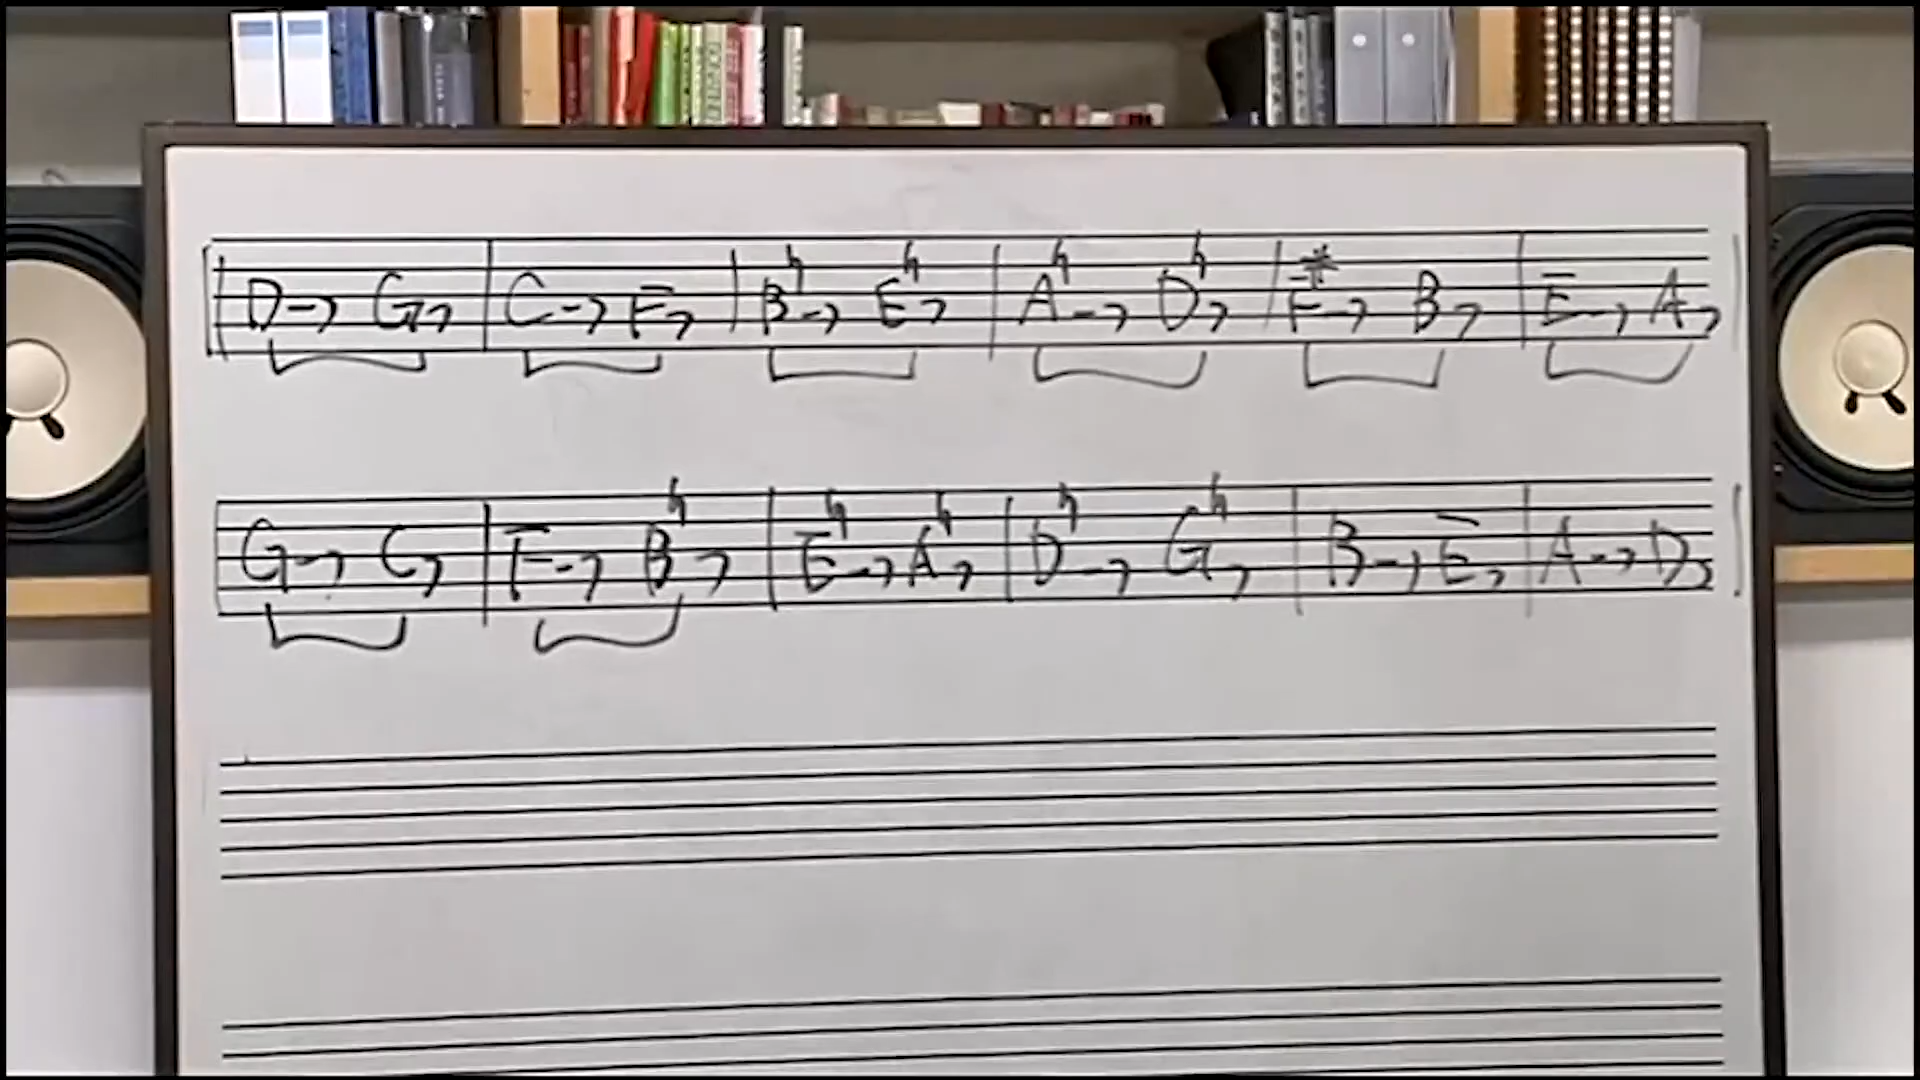 D-7 G7 | C-7 F7 | B♭-7 E♭7 | A♭-7 D♭7 | F#-7 B7 | E-7 A7
G-7 C7 | F-7 B♭7 | E♭-7 A♭7 | D♭-7 G♭7 | B-7 E7 | A-7 D7